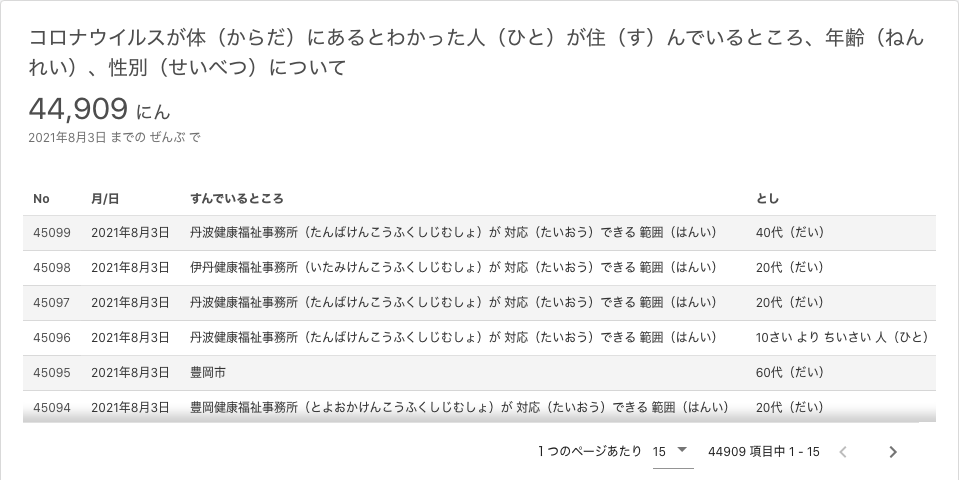 コロナウイルスが体（からだ）にあるとわかった人（ひと）が住（す）んでいるところ、年齢（ねん
れい）、性別（せいべつ）について
44,909 にん
2021年8月3日 までの ぜんぶ で
No 月/日 すんでいるところ とし
45099 2021年8月3日 丹波健康福祉事務所（たんばけんこうふくしじむしょ）が 対応（たいおう）できる 範囲（はんい） 40代（だい）
45098 2021年8月3日 伊丹健康福祉事務所（いたみけんこうふくしじむしょ）が 対応（たいおう）できる 範囲（はんい） 20代（だい）
45097 2021年8月3日 丹波健康福祉事務所（たんばけんこうふくしじむしょ）が 対応（たいおう）できる 範囲（はんい） 20代（だい）
45096 2021年8月3日 丹波健康福祉事務所（たんばけんこうふくしじむしょ）が 対応（たいおう）できる 範囲（はんい） 10さい より ちいさい 人（ひと）
45095 2021年8月3日 豊岡市 60代（だい）
45094 2021年8月3日 豊岡健康福祉事務所（とよおかけんこうふくしじむしょ）が 対応（たいおう）できる 範囲（はんい） 20代（だい）
1 つのページあたり 15 44909 項目中 1 - 15